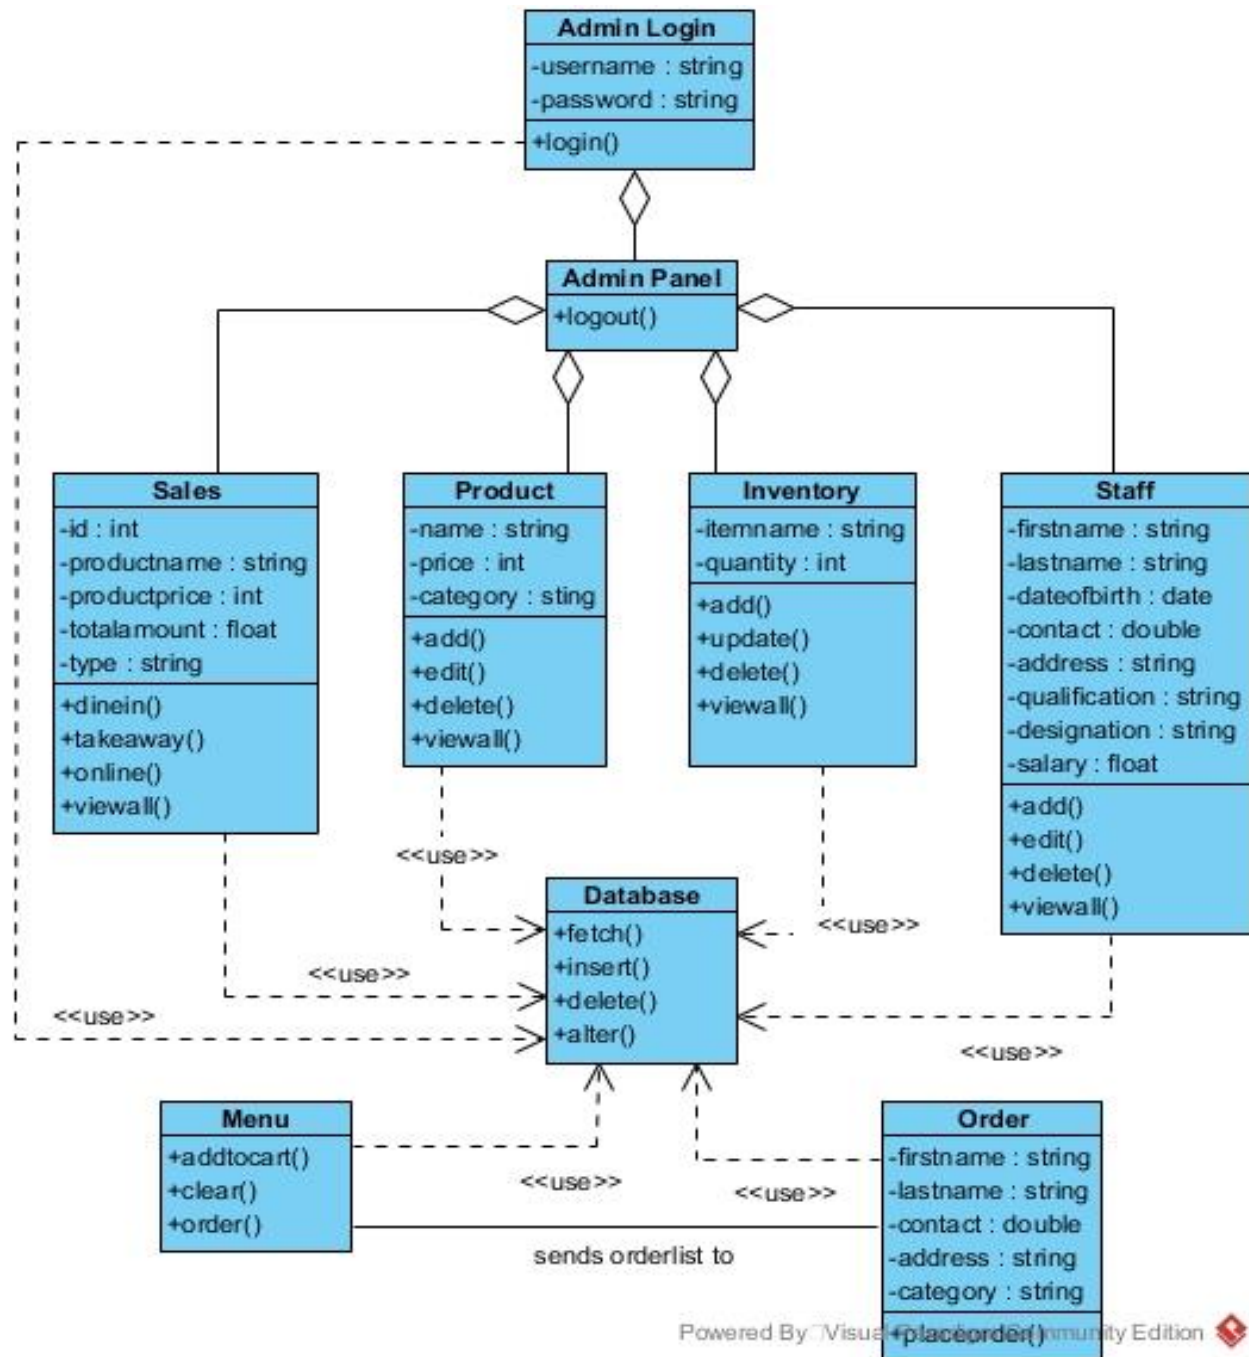 Admin Login
-username : string
-password : string
+login()
Admin Panel
+logout()
Sales
-id : int
-productname : string
-productprice : int
-totalamount : float
-type : string
+dinein()
+takeaway()
+online()
+viewall()
Product
-name : string
-price : int
-category : sting
+add()
+edit()
+delete()
+viewall()
Inventory
-itemname : string
-quantity : int
+add()
+update()
+delete()
+viewall()
Staff
-firstname : string
-lastname : string
-dateofbirth : date
-contact : double
-address : string
-qualification : string
-designation : string
-salary : float
+add()
+edit()
+delete()
+viewall()
<<use>>
<<use>>
<<use>>
<<use>>
<<use>>
Database
+fetch()
+insert()
+delete()
+alter()
Menu
+addtocart()
+clear()
+order()
<<use>>
<<use>>
sends orderlist to
Order
-firstname : string
-lastname : string
-contact : double
-address : string
-category : string
+placeorder()
Powered By Visual Community Edition